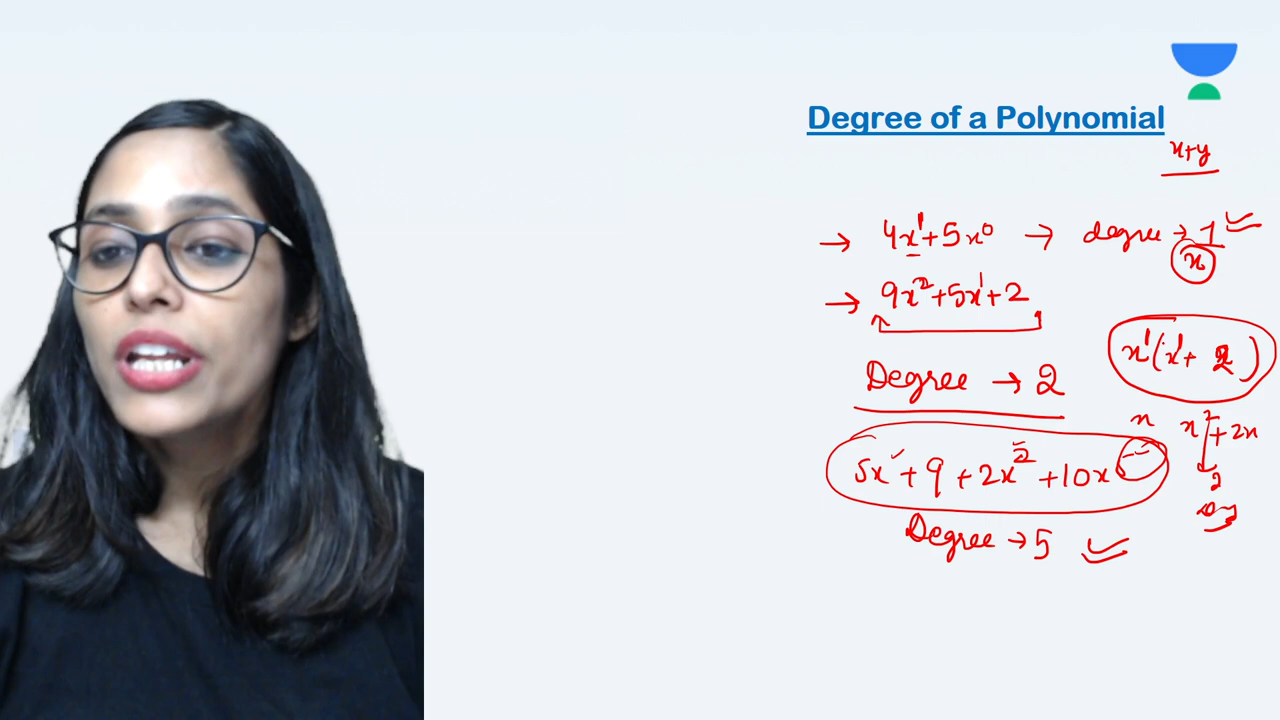 Degree of a Polynomial
x+y
→ 4x¹+5x⁰ → degree → 1
x
→ 9x²+5x¹+2
x¹(x¹+ 2)
Degree → 2
x x²+2x
5x + 9 + 2x² +10x
2
Degree → 5